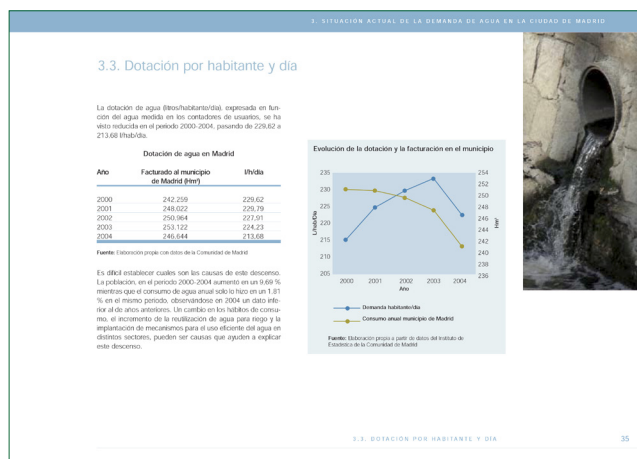 3. SITUACIÓN ACTUAL DE LA DEMANDA DE AGUA EN LA CIUDAD DE MADRID
3.3. Dotación por habitante y día
La dotación de agua (litros/habitante/día), expresada en fun-
ción del agua medida en los contadores de usuarios, se ha
visto reducida en el periodo 2000-2004, pasando de 229,62 a
213,68 l/hab/día.
Dotación de agua en Madrid
Año Facturado al municipio l/h/día
de Madrid (Hm³)
2000 242,259 229,62
2001 248,022 229,79
2002 250,964 227,91
2003 253,122 224,23
2004 246,644 213,68
Fuente: Elaboración propia con datos de la Comunidad de Madrid
Es difícil establecer cuales son las causas de este descenso.
La población, en el periodo 2000-2004 aumentó en un 9,69 %
mientras que el consumo de agua anual solo lo hizo en un 1,81
% en el mismo periodo, observándose en 2004 un dato infe-
rior al de años anteriores. Un cambio en los hábitos de consu-
mo, el incremento de la reutilización de agua para riego y la
implantación de mecanismos para el uso eficiente del agua en
distintos sectores, pueden ser causas que ayuden a explicar
este descenso.
Evolución de la dotación y la facturación en el municipio
L/hab/Día
235
230
225
220
215
210
205
254
252
250
248
246
244
242
240
238
236
Hm³
2000 2001 2002 2003 2004
Año
Demanda habitante/día
Consumo anual municipio de Madrid
Fuente: Elaboración propia a partir de datos del Instituto de
Estadística de la Comunidad de Madrid
3.3. DOTACIÓN POR HABITANTE Y DÍA 35